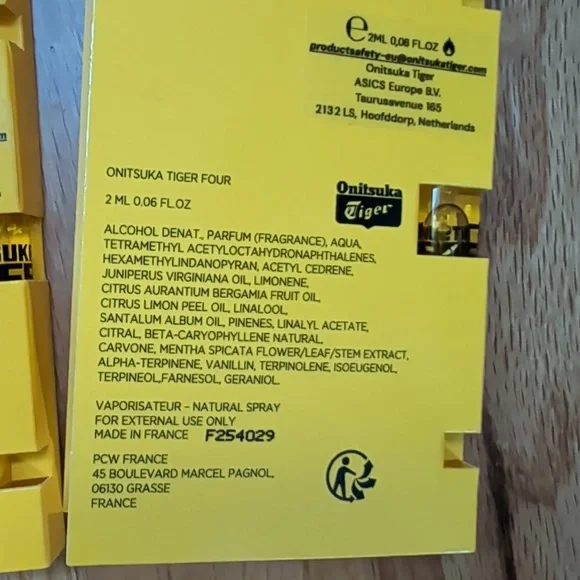 e 2ML 0,06 FL.OZ
productsafety-eu@onitsukatiger.com
Onitsuka Tiger
ASICS Europe B.V.
Taurusavenue 165
2132 LS, Hoofddorp, Netherlands
ONITSUKA TIGER FOUR
2 ML 0.06 FL.OZ
Onitsuka
Tiger
ALCOHOL DENAT., PARFUM (FRAGRANCE), AQUA,
TETRAMETHYL ACETYLOCTAHYDRONAPHTHALENES,
HEXAMETHYLINDANOPYRAN, ACETYL CEDRENE,
JUNIPERUS VIRGINIANA OIL, LIMONENE,
CITRUS AURANTIUM BERGAMIA FRUIT OIL,
CITRUS LIMON PEEL OIL, LINALOOL,
SANTALUM ALBUM OIL, PINENES, LINALYL ACETATE,
CITRAL, BETA-CARYOPHYLLENE NATURAL,
CARVONE, MENTHA SPICATA FLOWER/LEAF/STEM EXTRACT,
ALPHA-TERPINENE, VANILLIN, TERPINOLENE, ISOEUGENOL,
TERPINEOL,FARNESOL, GERANIOL.
VAPORISATEUR – NATURAL SPRAY
FOR EXTERNAL USE ONLY
MADE IN FRANCE F254029
PCW FRANCE
45 BOULEVARD MARCEL PAGNOL,
06130 GRASSE
FRANCE